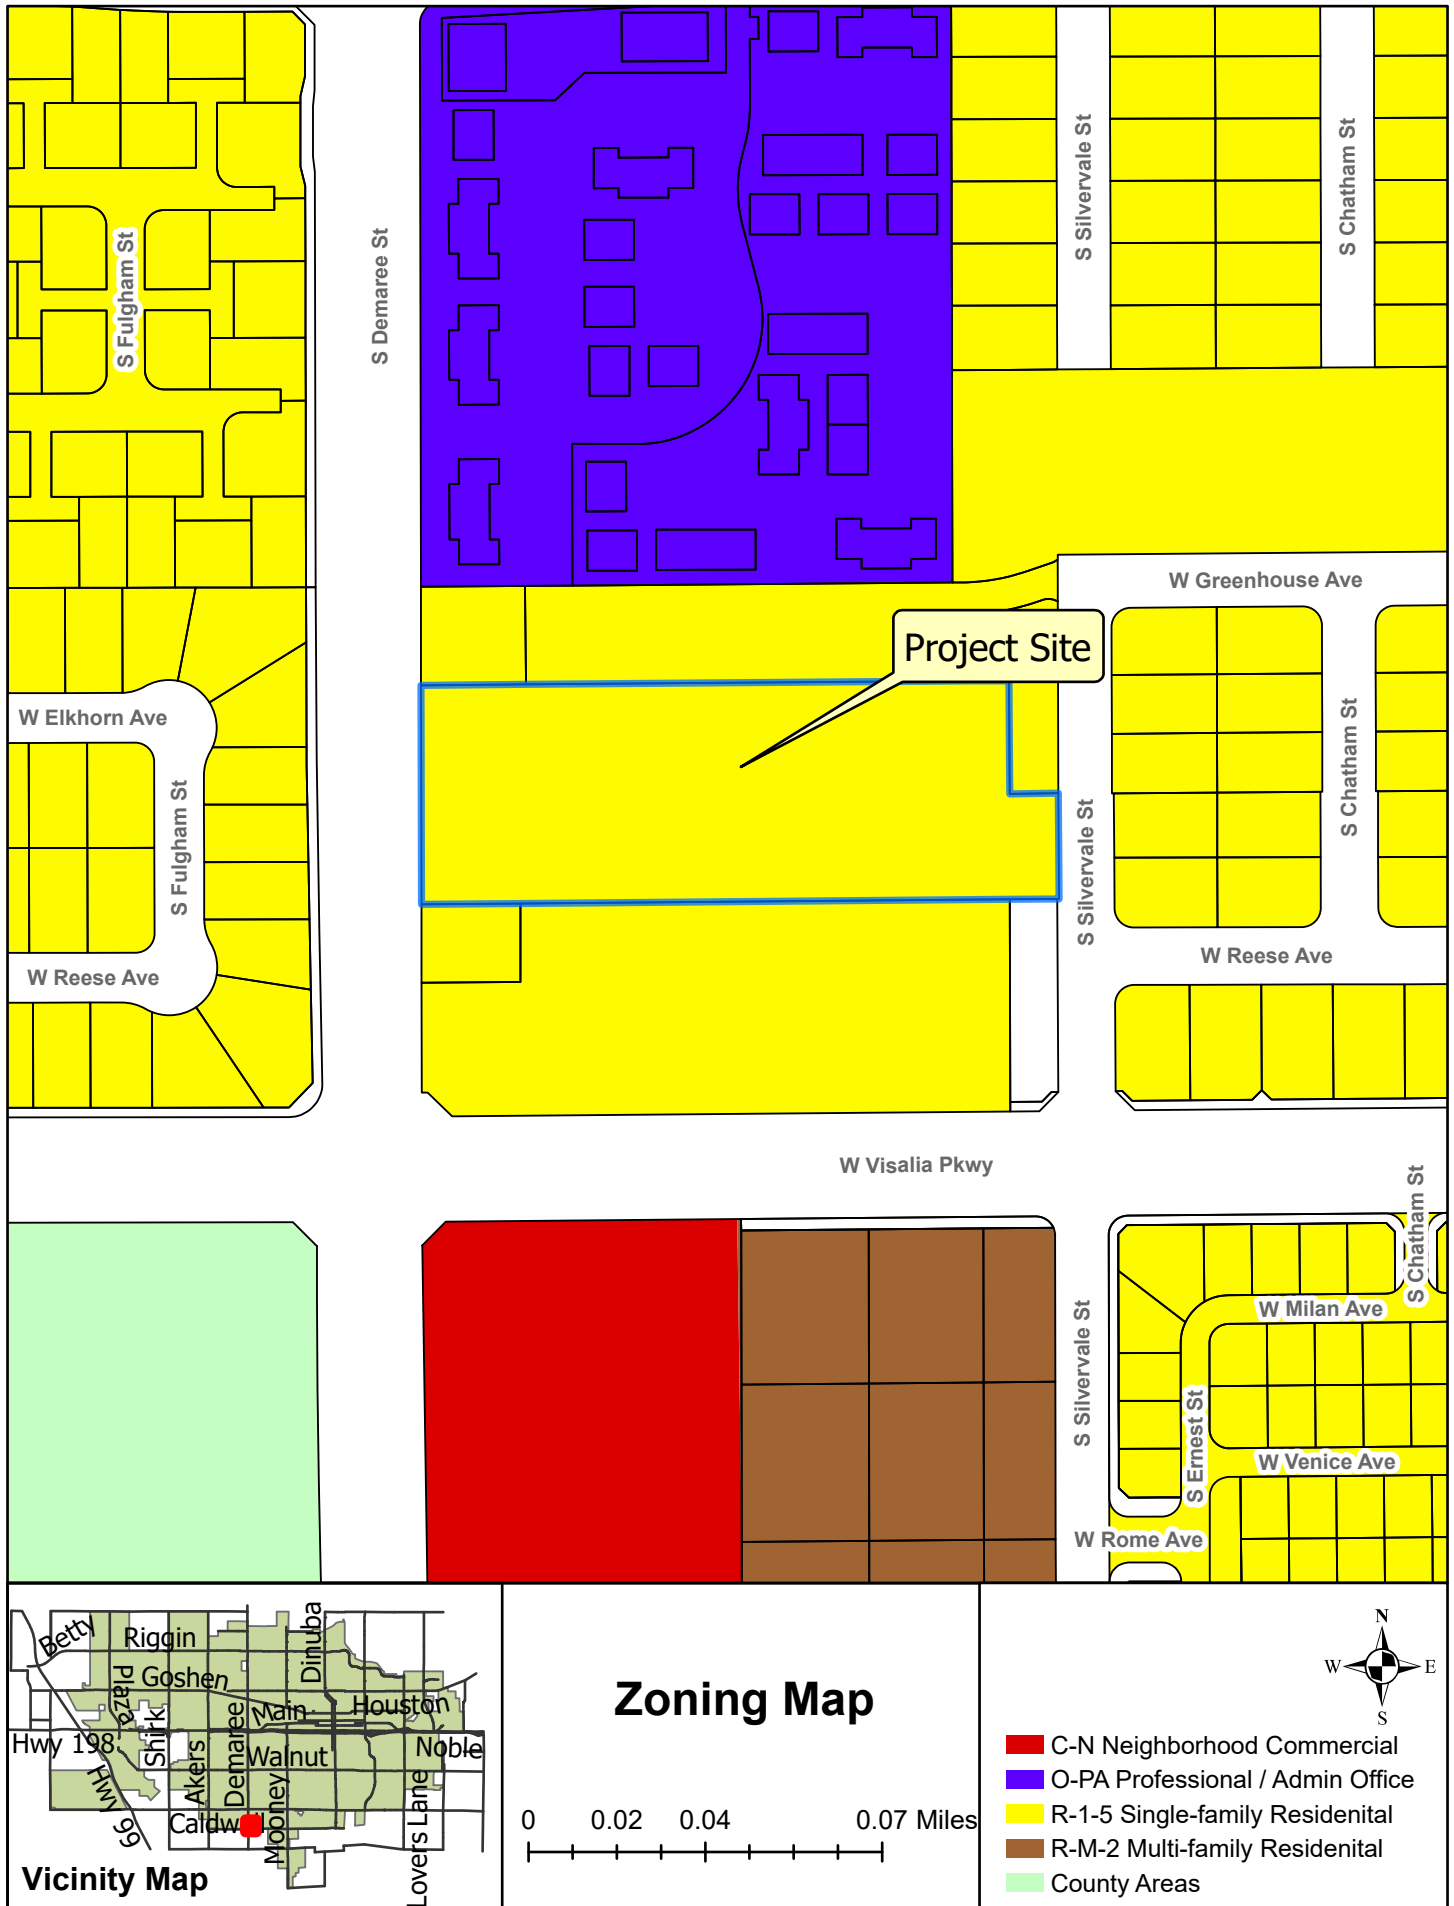 S Silvervale St
S Chatham St
S Fulgham St
S Demaree St
W Greenhouse Ave
Project Site
W Elkhorn Ave
S Fulgham St
S Chatham St
S Silvervale St
W Reese Ave
W Reese Ave
W Visalia Pkwy
S Chatham St
W Milan Ave
S Silvervale St
S Ernest St
W Venice Ave
W Rome Ave
Betty
Riggin
Dinuba
Plaza
Goshen
Main
Houston
Hwy 198
Shirk
Akers
Demaree
Walnut
Noble
Hwy 99
Caldw
Mooney
Lovers Lane
Vicinity Map
Zoning Map
0 0.02 0.04 0.07 Miles
N
W E
S
C-N Neighborhood Commercial
O-PA Professional / Admin Office
R-1-5 Single-family Residenital
R-M-2 Multi-family Residenital
County Areas